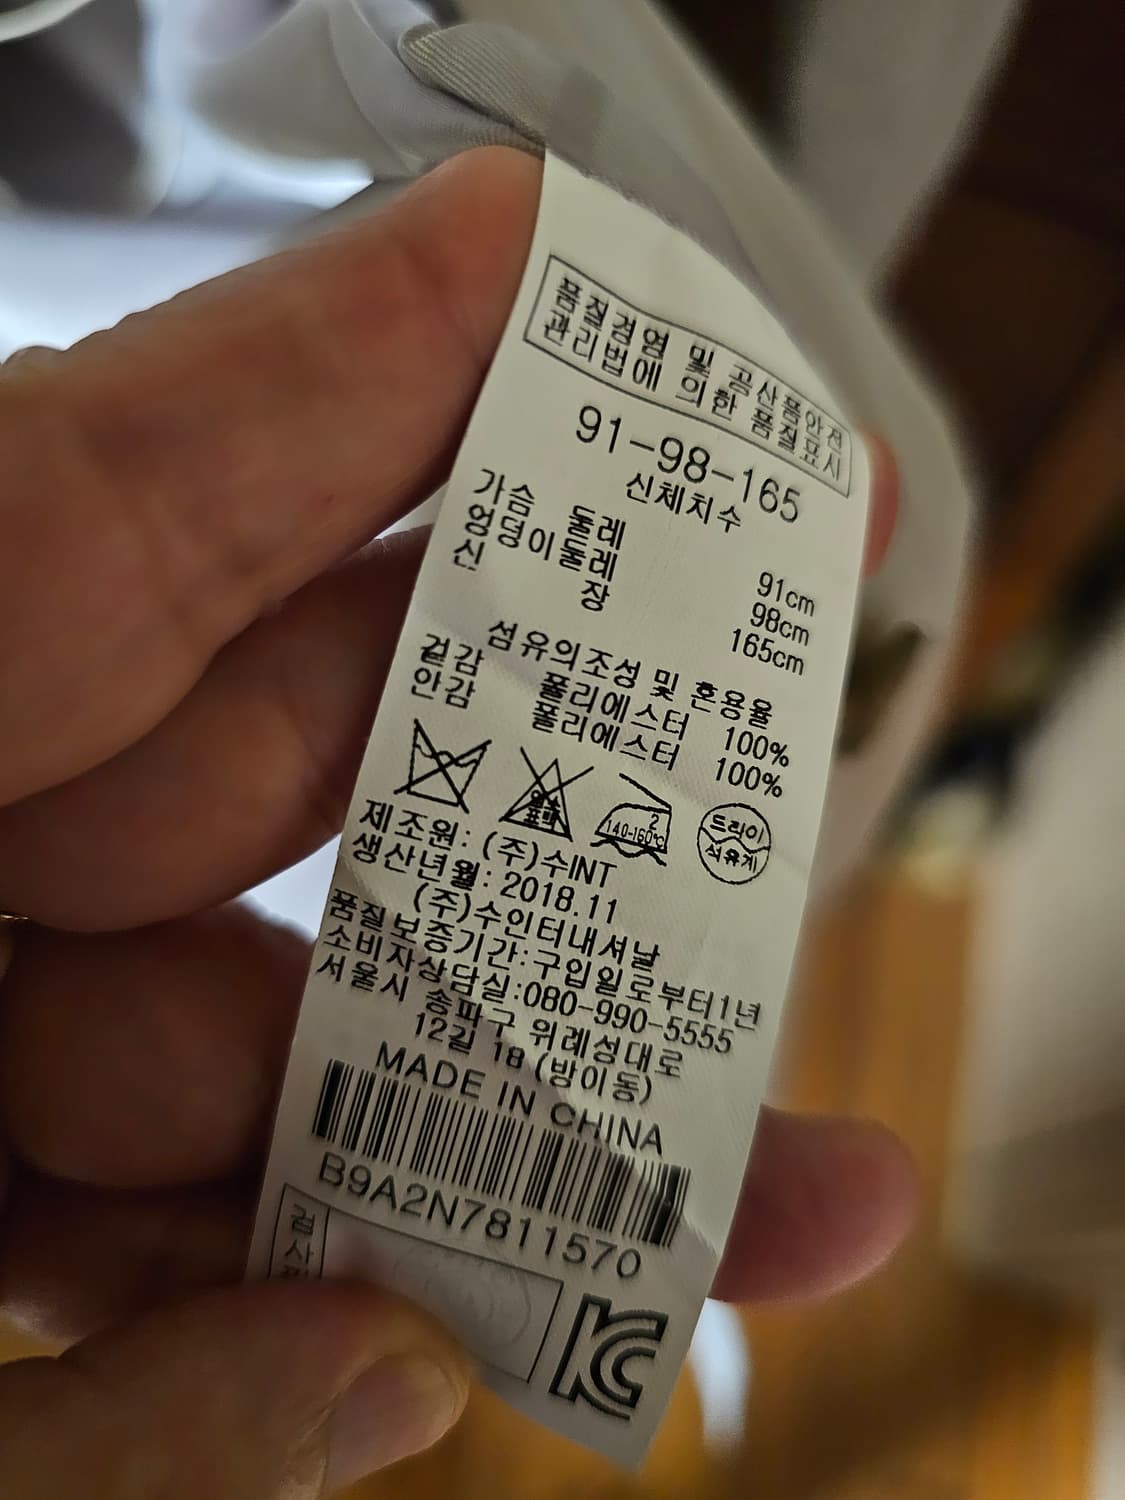 품질경영 및 공산품안전
관리법에 의한 품질표시
91-98-165
신체치수
가슴 둘레 91cm
엉덩이둘레 98cm
신 장 165cm
섬유의조성 및 혼용율
겉감 폴리에스터 100%
안감 폴리에스터 100%
염소
표백
2
140-160℃
드라이
석유계
제조원: (주)수INT
생산년월: 2018.11
(주)수인터내셔날
품질보증기간:구입일로부터1년
소비자상담실:080-990-5555
서울시 송파구 위례성대로
12길 18 (방이동)
MADE IN CHINA
B9A2N7811570
검사
KC